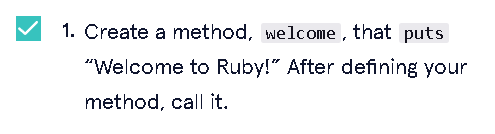 1. Create a method, welcome, that puts
“Welcome to Ruby!” After defining your
method, call it.